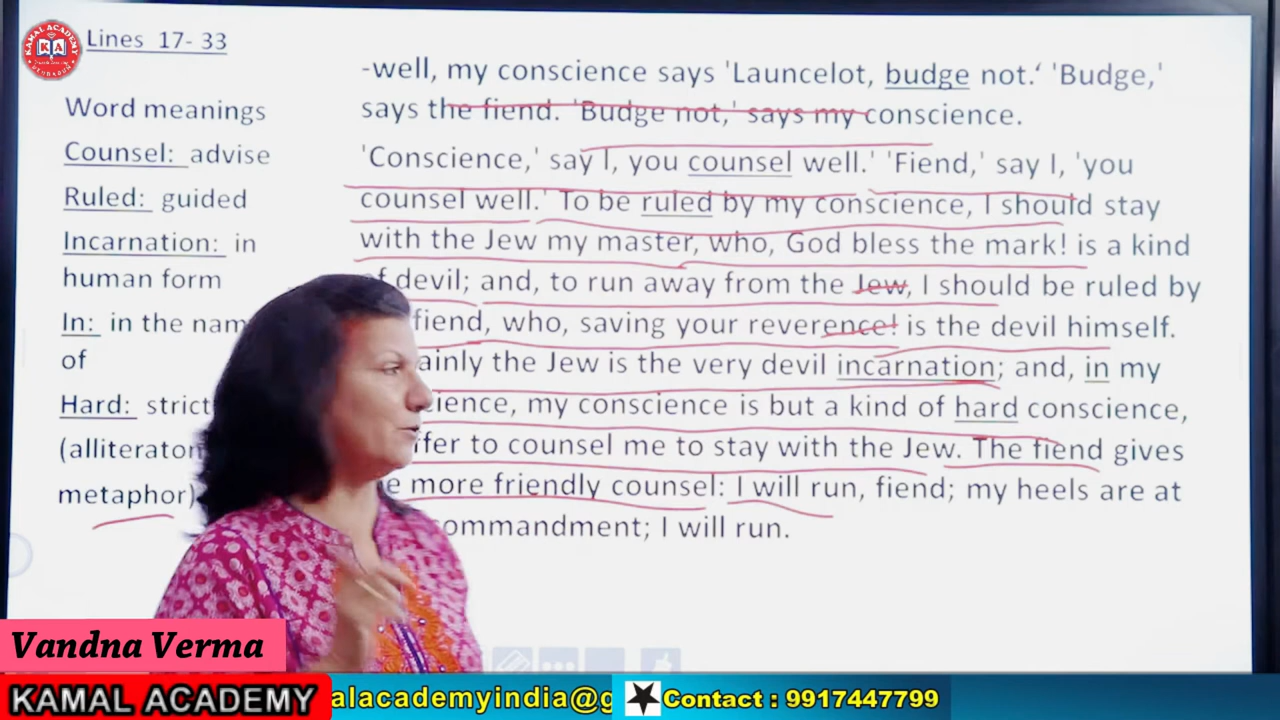 KAMAL ACADEMY
KA
Lines 17- 33
Word meanings
Counsel: advise
Ruled: guided
Incarnation: in
human form
In: in the nam
of
Hard: strict
(alliteraton
metaphor)
-well, my conscience says 'Launcelot, budge not.‘ 'Budge,'
says the fiend. 'Budge not,' says my conscience.
'Conscience,' say I, you counsel well.' 'Fiend,' say I, 'you
counsel well.' To be ruled by my conscience, I should stay
with the Jew my master, who, God bless the mark! is a kind
of devil; and, to run away from the Jew, I should be ruled by
fiend, who, saving your reverence! is the devil himself.
ainly the Jew is the very devil incarnation; and, in my
cience, my conscience is but a kind of hard conscience,
ffer to counsel me to stay with the Jew. The fiend gives
e more friendly counsel: I will run, fiend; my heels are at
commandment; I will run.
Vandna Verma
KAMAL ACADEMY
alacademyindia@g
Contact : 9917447799